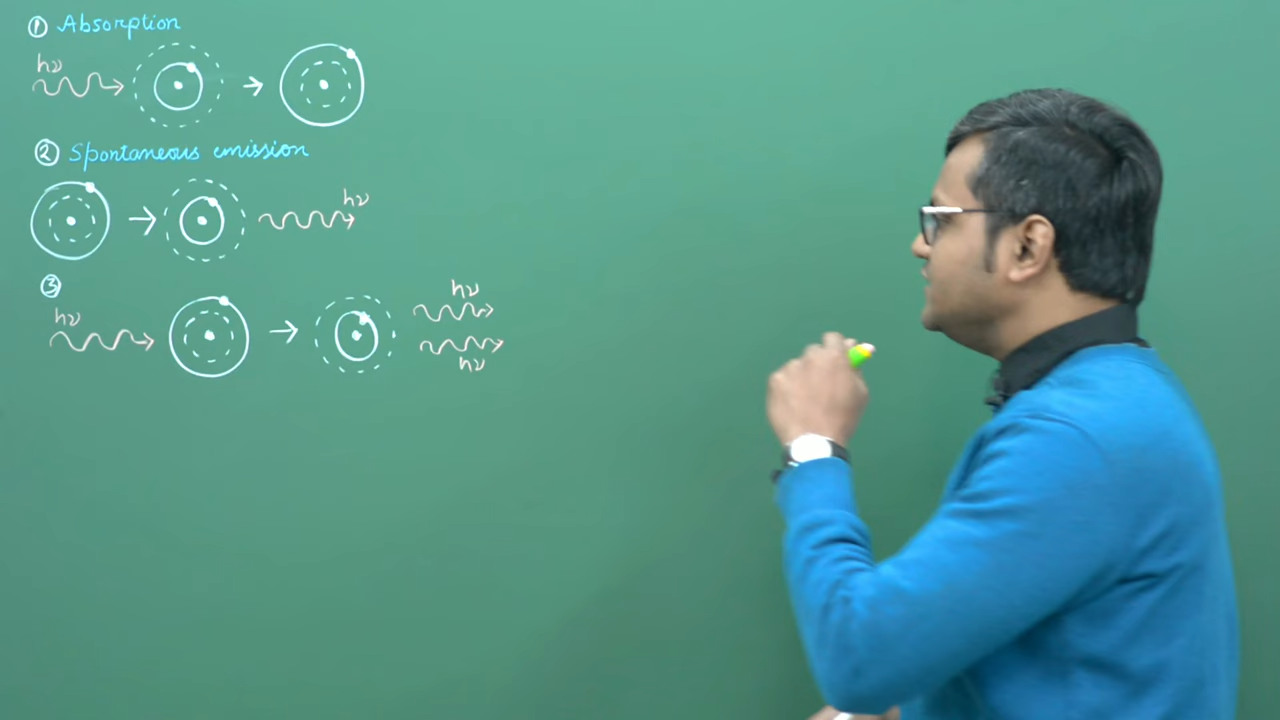 ① Absorption
hν
② Spontaneous emission
hν
③
hν
hν
hν